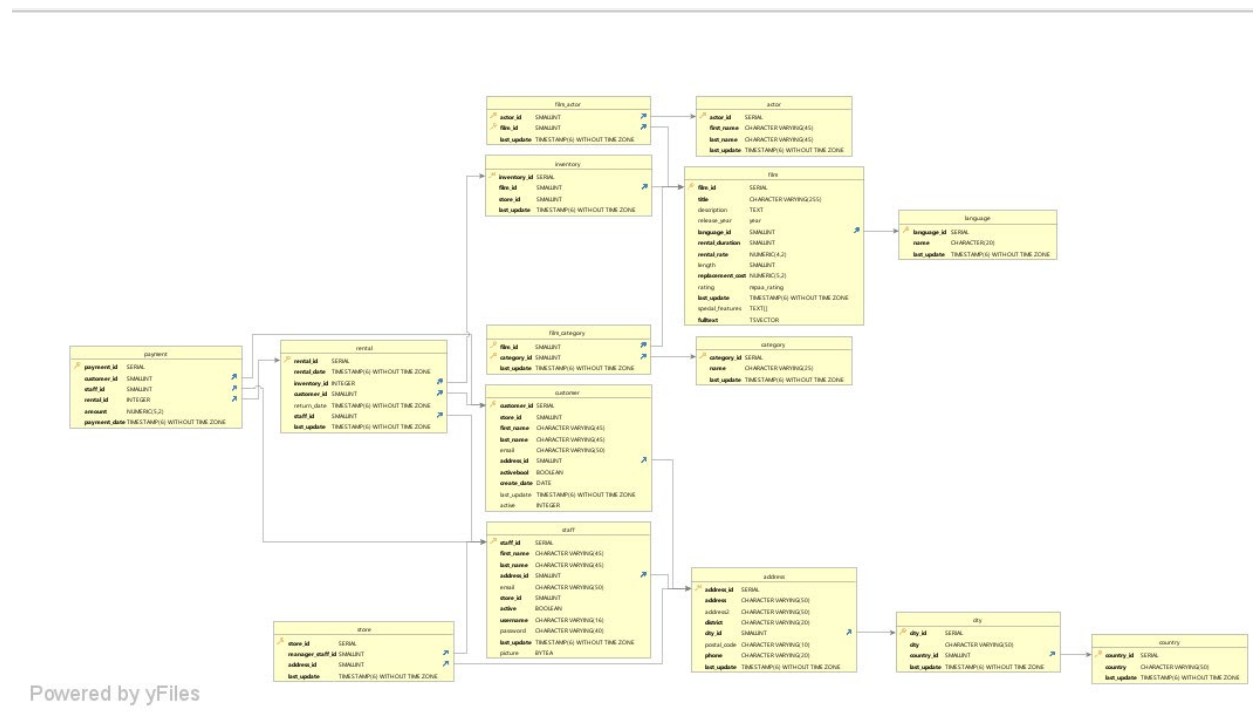 film_actor
actor_id SMALLINT
film_id SMALLINT
last_update TIMESTAMP(6) WITHOUT TIME ZONE
actor
actor_id SERIAL
first_name CHARACTER VARYING(45)
last_name CHARACTER VARYING(45)
last_update TIMESTAMP(6) WITHOUT TIME ZONE
inventory
inventory_id SERIAL
film_id SMALLINT
store_id SMALLINT
last_update TIMESTAMP(6) WITHOUT TIME ZONE
film
film_id SERIAL
title CHARACTER VARYING(255)
description TEXT
release_year year
language_id SMALLINT
rental_duration SMALLINT
rental_rate NUMERIC(4,2)
length SMALLINT
replacement_cost NUMERIC(5,2)
rating mpaa_rating
last_update TIMESTAMP(6) WITHOUT TIME ZONE
special_features TEXT[]
fulltext TSVECTOR
language
language_id SERIAL
name CHARACTER(20)
last_update TIMESTAMP(6) WITHOUT TIME ZONE
film_category
film_id SMALLINT
category_id SMALLINT
last_update TIMESTAMP(6) WITHOUT TIME ZONE
category
category_id SERIAL
name CHARACTER VARYING(25)
last_update TIMESTAMP(6) WITHOUT TIME ZONE
payment
payment_id SERIAL
customer_id SMALLINT
staff_id SMALLINT
rental_id INTEGER
amount NUMERIC(5,2)
payment_date TIMESTAMP(6) WITHOUT TIME ZONE
rental
rental_id SERIAL
rental_date TIMESTAMP(6) WITHOUT TIME ZONE
inventory_id INTEGER
customer_id SMALLINT
return_date TIMESTAMP(6) WITHOUT TIME ZONE
staff_id SMALLINT
last_update TIMESTAMP(6) WITHOUT TIME ZONE
customer
customer_id SERIAL
store_id SMALLINT
first_name CHARACTER VARYING(45)
last_name CHARACTER VARYING(45)
email CHARACTER VARYING(50)
address_id SMALLINT
activebool BOOLEAN
create_date DATE
last_update TIMESTAMP(6) WITHOUT TIME ZONE
active INTEGER
staff
staff_id SERIAL
first_name CHARACTER VARYING(45)
last_name CHARACTER VARYING(45)
address_id SMALLINT
email CHARACTER VARYING(50)
store_id SMALLINT
active BOOLEAN
username CHARACTER VARYING(16)
password CHARACTER VARYING(40)
last_update TIMESTAMP(6) WITHOUT TIME ZONE
picture BYTEA
store
store_id SERIAL
manager_staff_id SMALLINT
address_id SMALLINT
last_update TIMESTAMP(6) WITHOUT TIME ZONE
address
address_id SERIAL
address CHARACTER VARYING(50)
address2 CHARACTER VARYING(50)
district CHARACTER VARYING(20)
city_id SMALLINT
postal_code CHARACTER VARYING(10)
phone CHARACTER VARYING(20)
last_update TIMESTAMP(6) WITHOUT TIME ZONE
city
city_id SERIAL
city CHARACTER VARYING(50)
country_id SMALLINT
last_update TIMESTAMP(6) WITHOUT TIME ZONE
country
country_id SERIAL
country CHARACTER VARYING(50)
last_update TIMESTAMP(6) WITHOUT TIME ZONE
Powered by yFiles